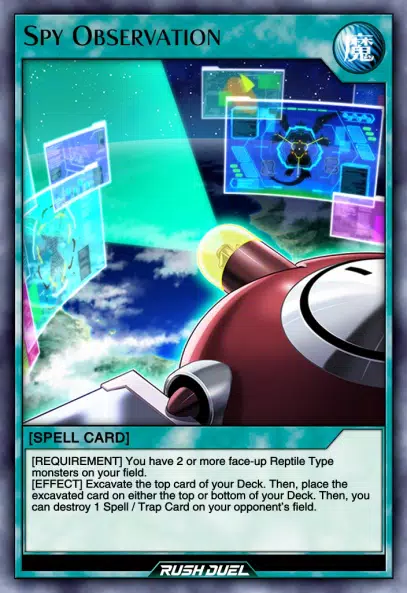 Spy Observation
魔
[SPELL CARD]
[REQUIREMENT] You have 2 or more face-up Reptile Type
monsters on your field.
[EFFECT] Excavate the top card of your Deck. Then, place the
excavated card on either the top or bottom of your Deck. Then, you
can destroy 1 Spell / Trap Card on your opponent's field.
RUSH DUEL